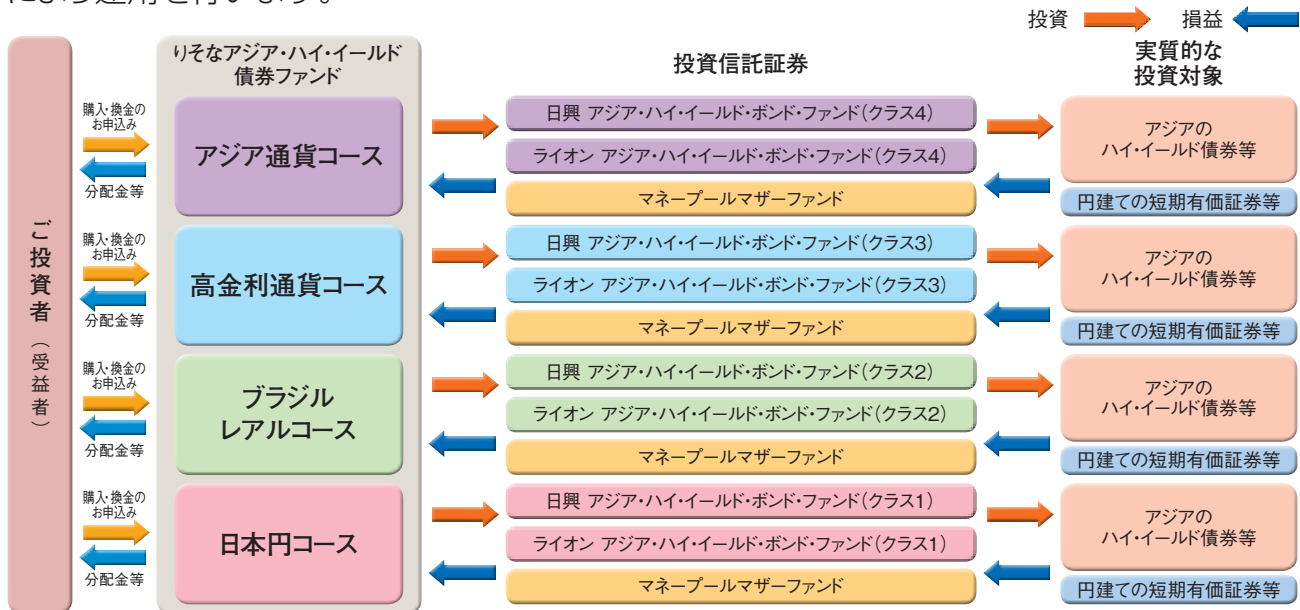 により運用を行います。
投資
損益
りそなアジア・ハイ・イールド
債券ファンド
投資信託証券
実質的な
投資対象
ご投資者（受益者）
購入・換金の
お申込み
分配金等
アジア通貨コース
日興 アジア・ハイ・イールド・ボンド・ファンド（クラス4）
ライオン アジア・ハイ・イールド・ボンド・ファンド（クラス4）
マネープールマザーファンド
アジアの
ハイ・イールド債券等
円建ての短期有価証券等
購入・換金の
お申込み
分配金等
高金利通貨コース
日興 アジア・ハイ・イールド・ボンド・ファンド（クラス3）
ライオン アジア・ハイ・イールド・ボンド・ファンド（クラス3）
マネープールマザーファンド
アジアの
ハイ・イールド債券等
円建ての短期有価証券等
購入・換金の
お申込み
分配金等
ブラジル
レアルコース
日興 アジア・ハイ・イールド・ボンド・ファンド（クラス2）
ライオン アジア・ハイ・イールド・ボンド・ファンド（クラス2）
マネープールマザーファンド
アジアの
ハイ・イールド債券等
円建ての短期有価証券等
購入・換金の
お申込み
分配金等
日本円コース
日興 アジア・ハイ・イールド・ボンド・ファンド（クラス1）
ライオン アジア・ハイ・イールド・ボンド・ファンド（クラス1）
マネープールマザーファンド
アジアの
ハイ・イールド債券等
円建ての短期有価証券等